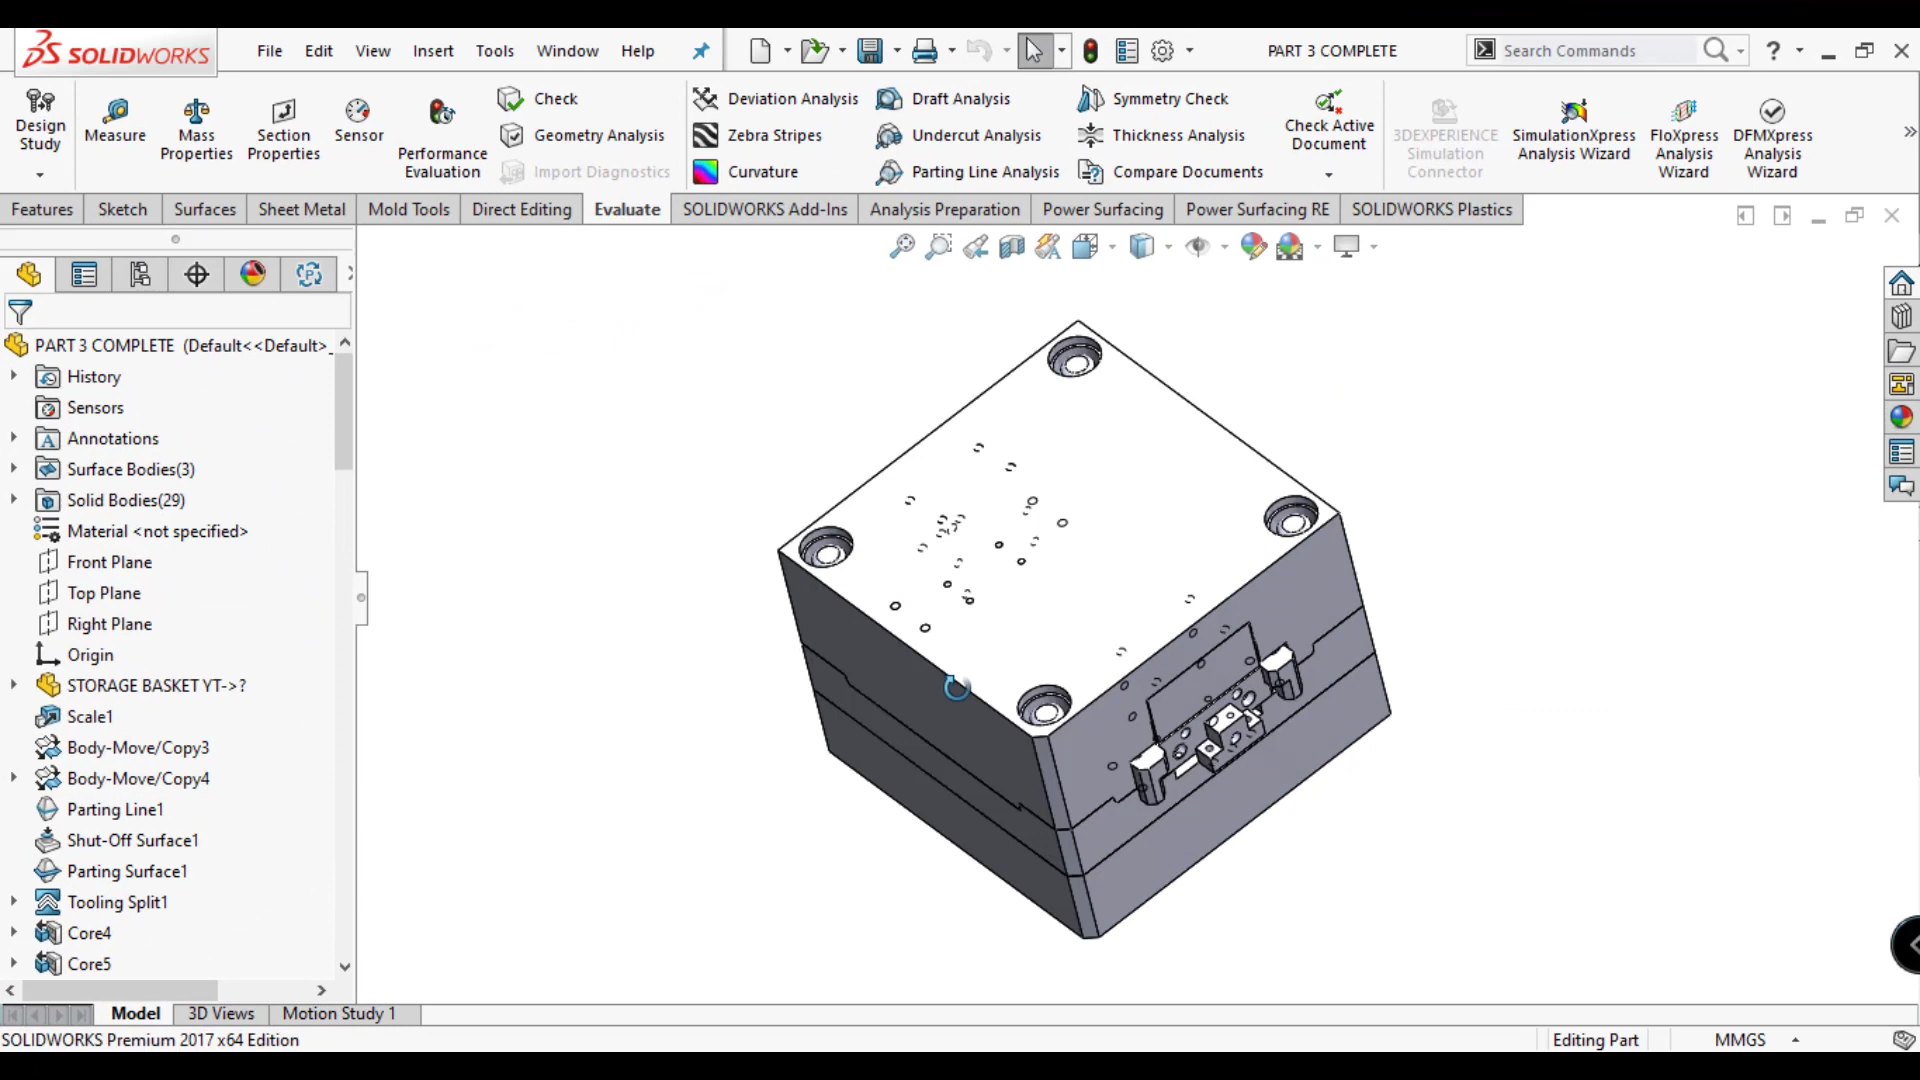 SOLIDWORKS File Edit View Insert Tools Window Help PART 3 COMPLETE Search Commands ?
Design Study
Measure
Mass Properties
Section Properties
Sensor
Performance Evaluation
Check
Geometry Analysis
Import Diagnostics
Deviation Analysis
Zebra Stripes
Curvature
Draft Analysis
Undercut Analysis
Parting Line Analysis
Symmetry Check
Thickness Analysis
Compare Documents
Check Active Document
3DEXPERIENCE Simulation Connector
SimulationXpress Analysis Wizard
FloXpress Analysis Wizard
DFMXpress Analysis Wizard
Features Sketch Surfaces Sheet Metal Mold Tools Direct Editing Evaluate SOLIDWORKS Add-Ins Analysis Preparation Power Surfacing Power Surfacing RE SOLIDWORKS Plastics
PART 3 COMPLETE (Default<<Default>_
History
Sensors
Annotations
Surface Bodies(3)
Solid Bodies(29)
Material <not specified>
Front Plane
Top Plane
Right Plane
Origin
STORAGE BASKET YT->?
Scale1
Body-Move/Copy3
Body-Move/Copy4
Parting Line1
Shut-Off Surface1
Parting Surface1
Tooling Split1
Core4
Core5
Model 3D Views Motion Study 1
SOLIDWORKS Premium 2017 x64 Edition Editing Part MMGS